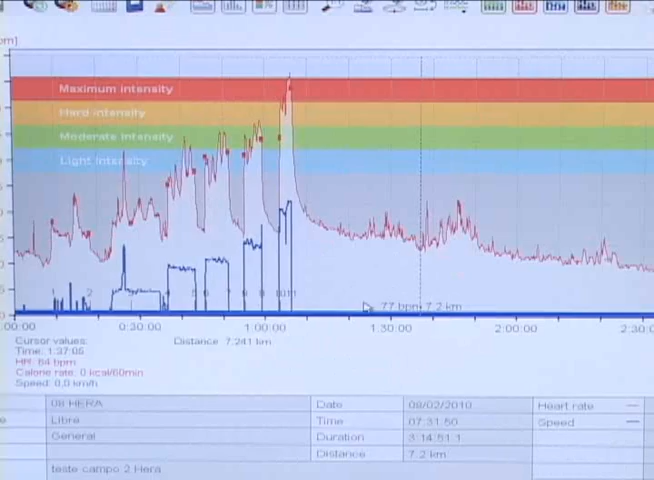 pm]
Maximum intensity
Hard intensity
Moderate intensity
Light intensity
77 bpm, 7.2 km
:00:00 0:30:00 1:00:00 1:30:00 2:00:00 2:30:0
Cursor values: Distance 7.241 km
Time: 1:37:05
HR: 84 bpm
Calorie rate: 0 kcal/60min
Speed: 0,0 km/h
08 HERA Date 08/02/2010 Heart rate
Libre Time 07:31:50 Speed
General Duration 3:14:51.1
Distance 7.2 km
teste campo 2 Hera